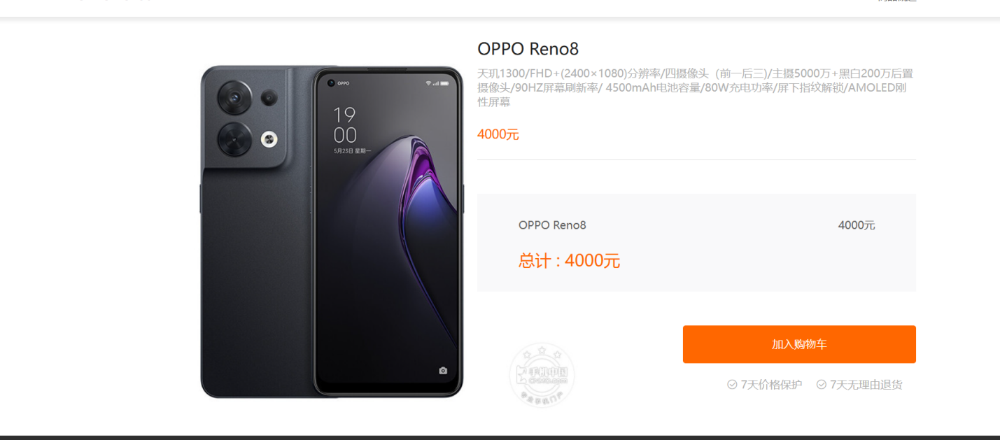 OPPO Reno8
天玑1300/FHD+(2400×1080)分辨率/四摄像头（前一后三)/主摄5000万+黑白200万后置
摄像头/90HZ屏幕刷新率/ 4500mAh电池容量/80W充电功率/屏下指纹解锁/AMOLED刚
性屏幕
4000元
OPPO
19
00
5月23日 星期一
OPPO Reno8
4000元
总计 : 4000元
加入购物车
手机中国
CNMO.com
7天价格保护
7天无理由退货